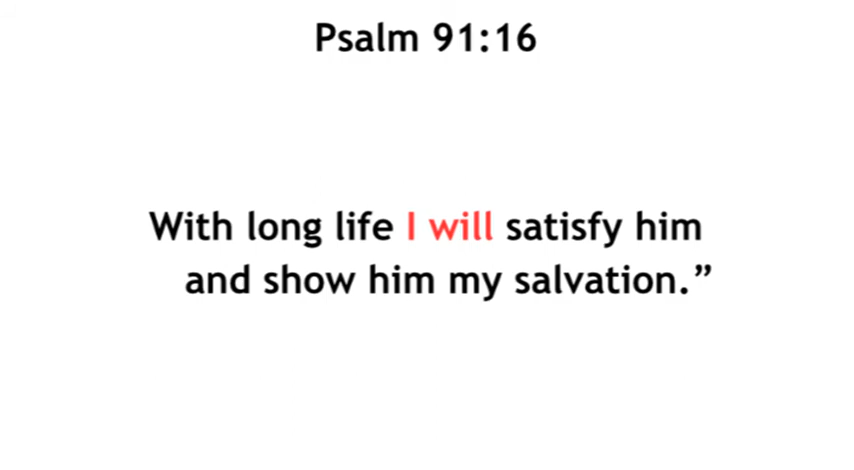 Psalm 91:16
With long life I will satisfy him
and show him my salvation.”